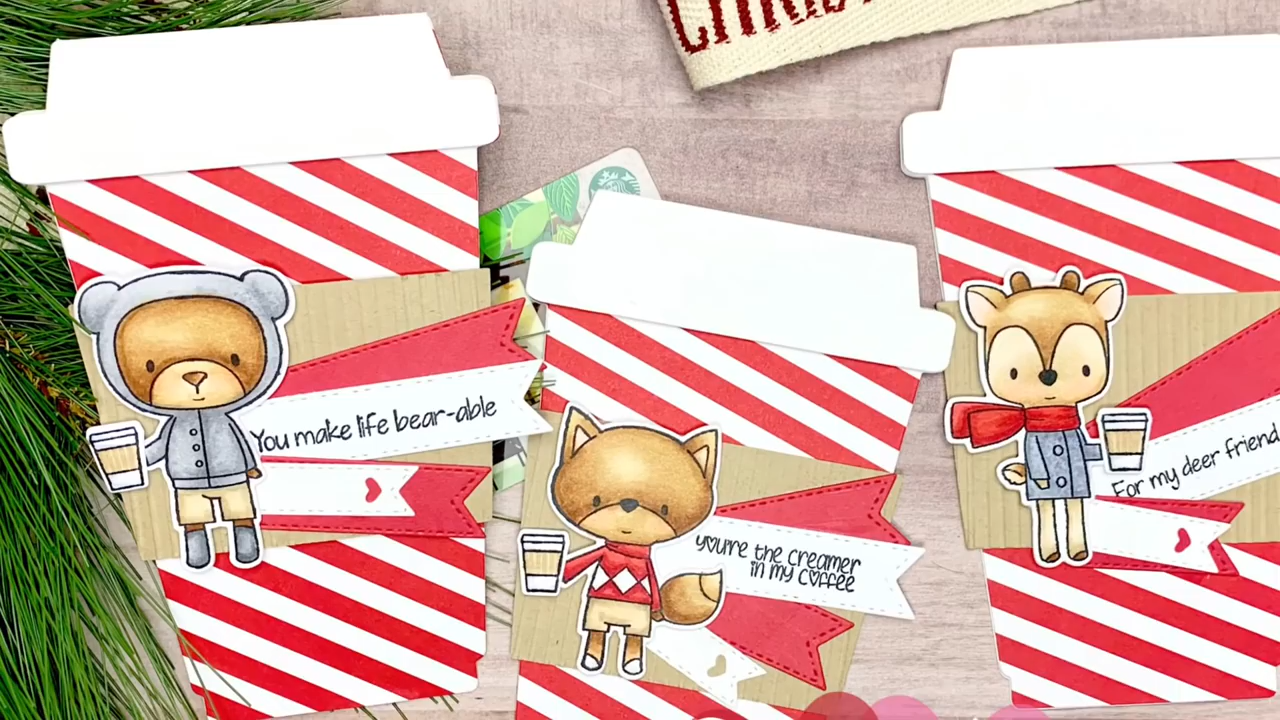 You make life bear-able
you're the creamer
in my coffee
For my deer friend